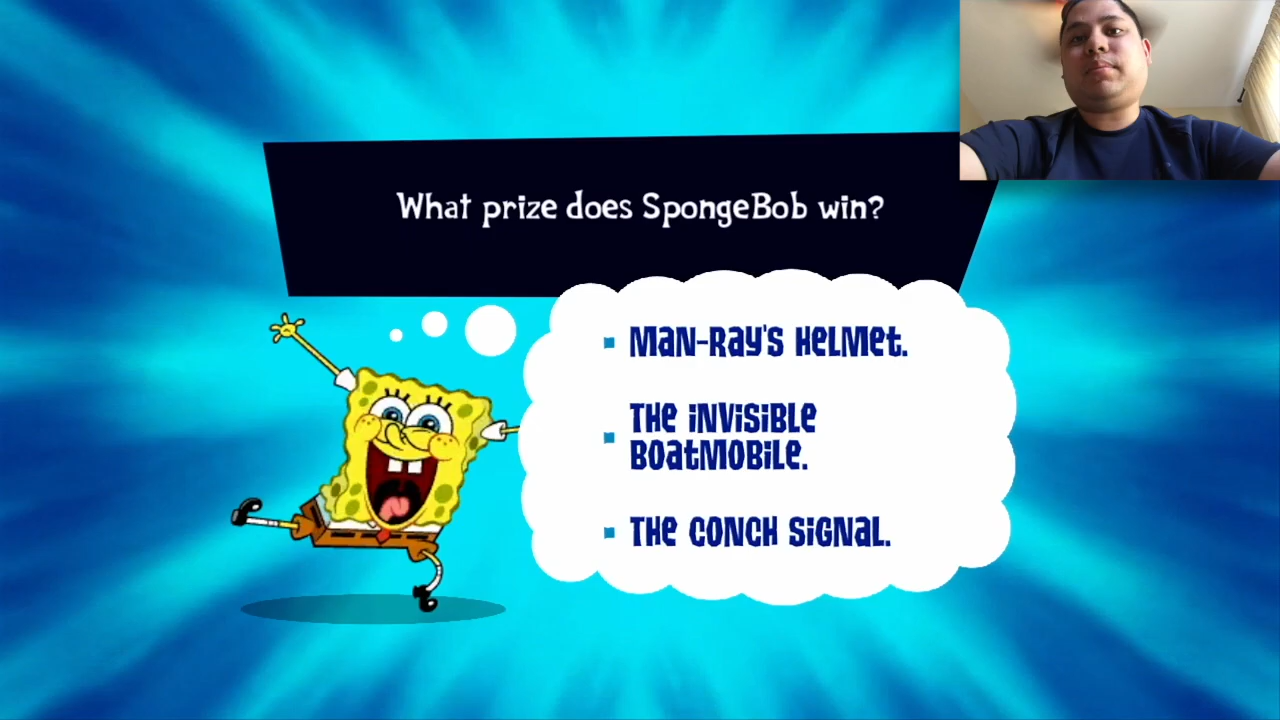 What prize does SpongeBob win?
Man-Ray's Helmet.
The Invisible
Boatmobile.
The Conch Signal.